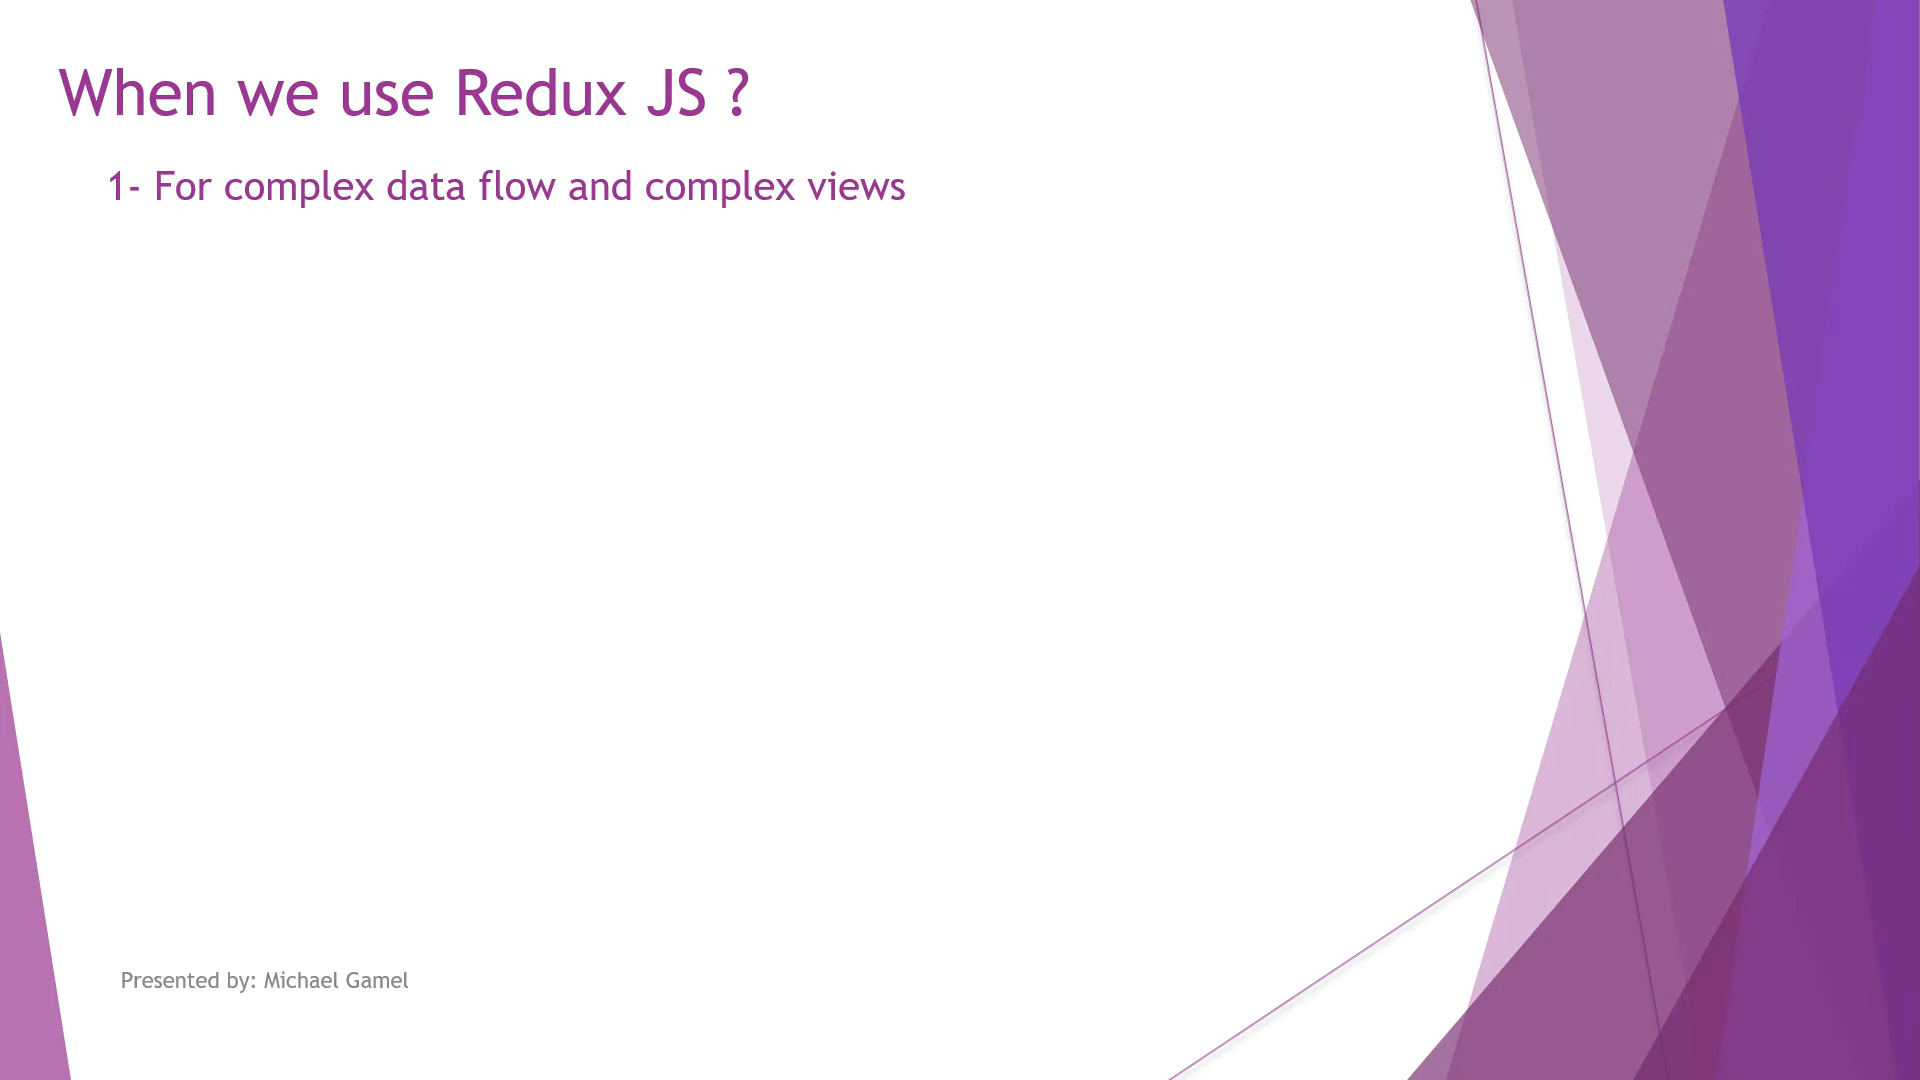 When we use Redux JS ?
1- For complex data flow and complex views
Presented by: Michael Gamel